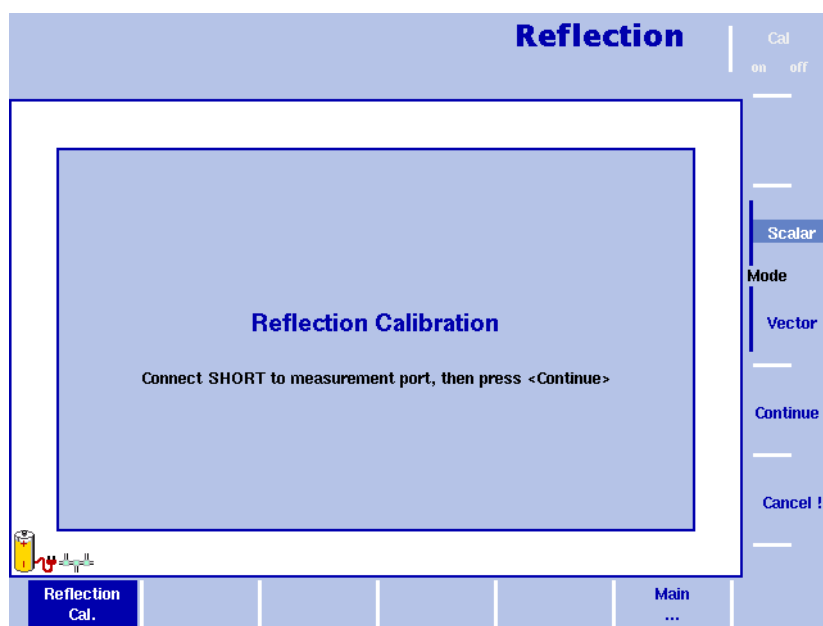 Reflection
Cal
on off
Scalar
Mode
Vector
Continue
Cancel !
Reflection Calibration
Connect SHORT to measurement port, then press <Continue>
Reflection
Cal.
Main
...